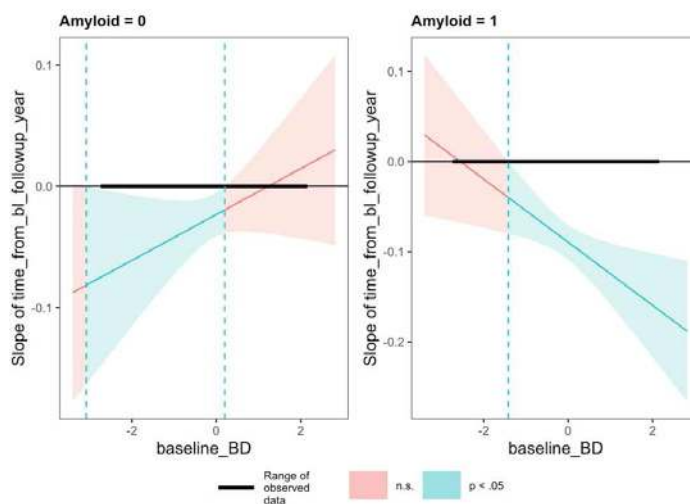 Amyloid = 0
Amyloid = 1
Slope of time_from_bl_followup_year
0.1
0.0
-0.1
-2
0
2
baseline_BD
Slope of time_from_bl_followup_year
0.1
0.0
-0.1
-0.2
-2
0
2
baseline_BD
Range of
observed
data
n.s.
p < .05